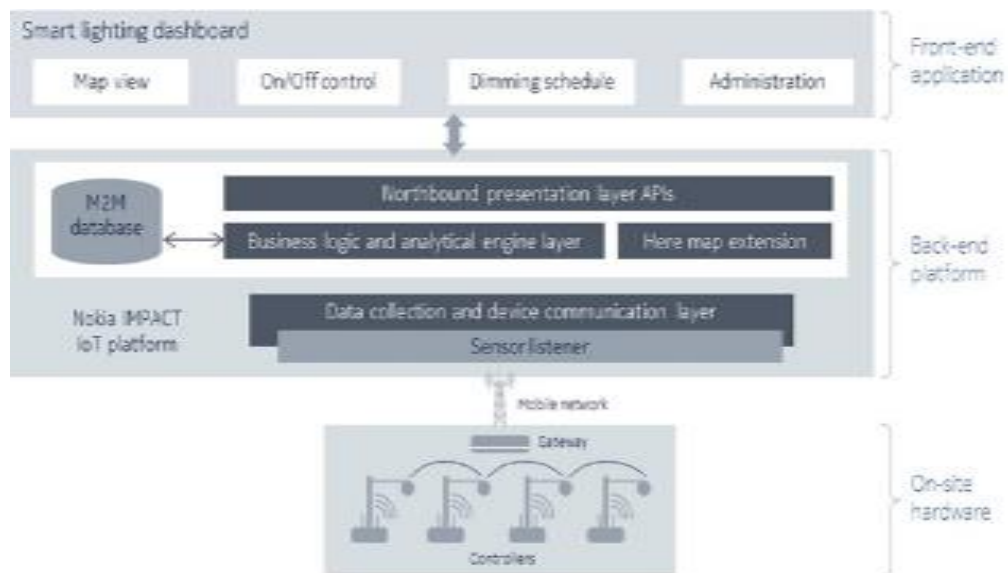 Smart lighting dashboard
Map view
On/Off control
Dimming schedule
Administration
Front-end
application
M2M
database
Northbound presentation layer APIs
Business logic and analytical engine layer
Here map extension
Back-end
platform
Nokia IMPACT
IoT platform
Data collection and device communication layer
Sensor listener
Mobile network
Gateway
Controllers
On-site
hardware